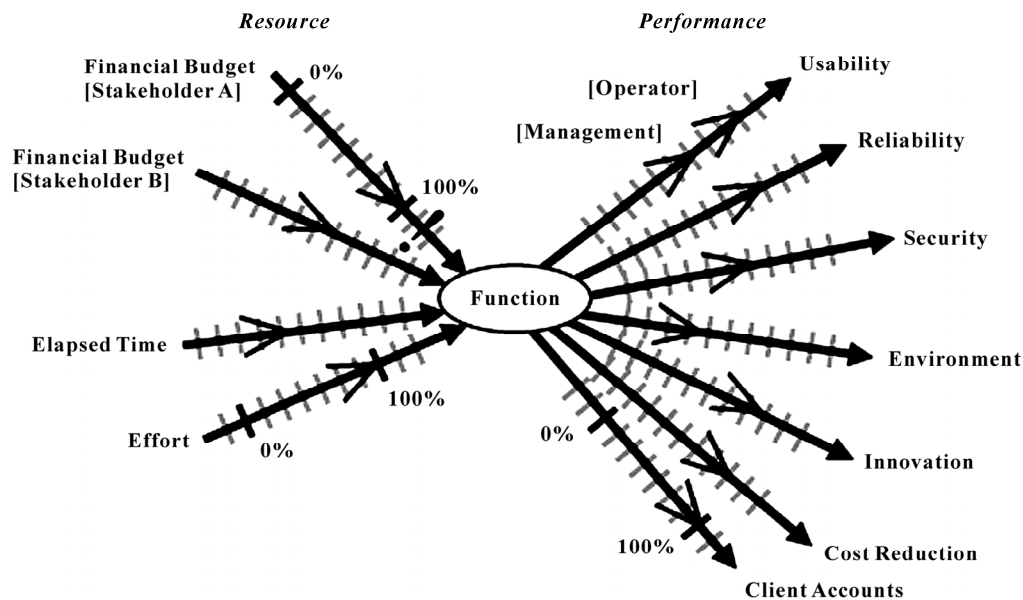 Resource
Performance
Financial Budget
[Stakeholder A]
0%
Usability
[Operator]
[Management]
Reliability
Financial Budget
[Stakeholder B]
100%
Security
Function
Elapsed Time
Environment
100%
Effort
0%
0%
Innovation
100%
Cost Reduction
Client Accounts